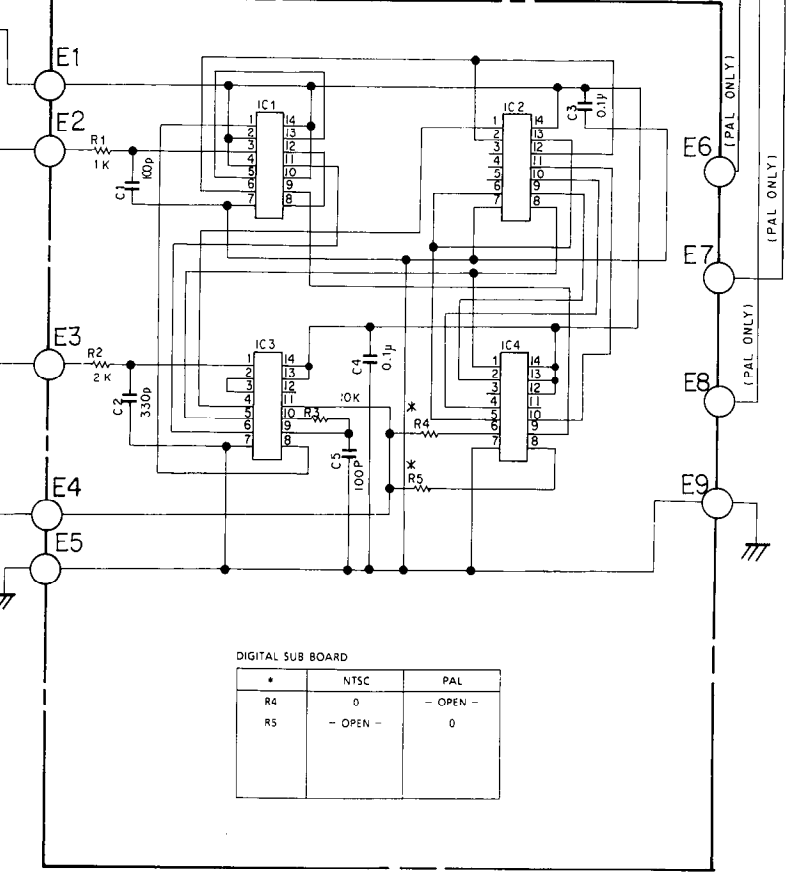 E1
E2
R1
1K
C1
100p
IC1
1
2
3
4
5
6
7
14
13
12
11
10
9
8
IC2
1
2
3
4
5
6
7
14
13
12
11
10
9
8
C3
0.1µ
(PAL ONLY)
E6
(PAL ONLY)
E7
(PAL ONLY)
E8
E3
R2
2K
C2
330p
IC3
1
2
3
4
5
6
7
14
13
12
11
10
9
8
C4
0.1µ
10K
R3
C5
100P
*
R4
*
R5
IC4
1
2
3
4
5
6
7
14
13
12
11
10
9
8
E4
E5
E9
DIGITAL SUB BOARD
* NTSC PAL
R4 0 – OPEN –
R5 – OPEN – 0